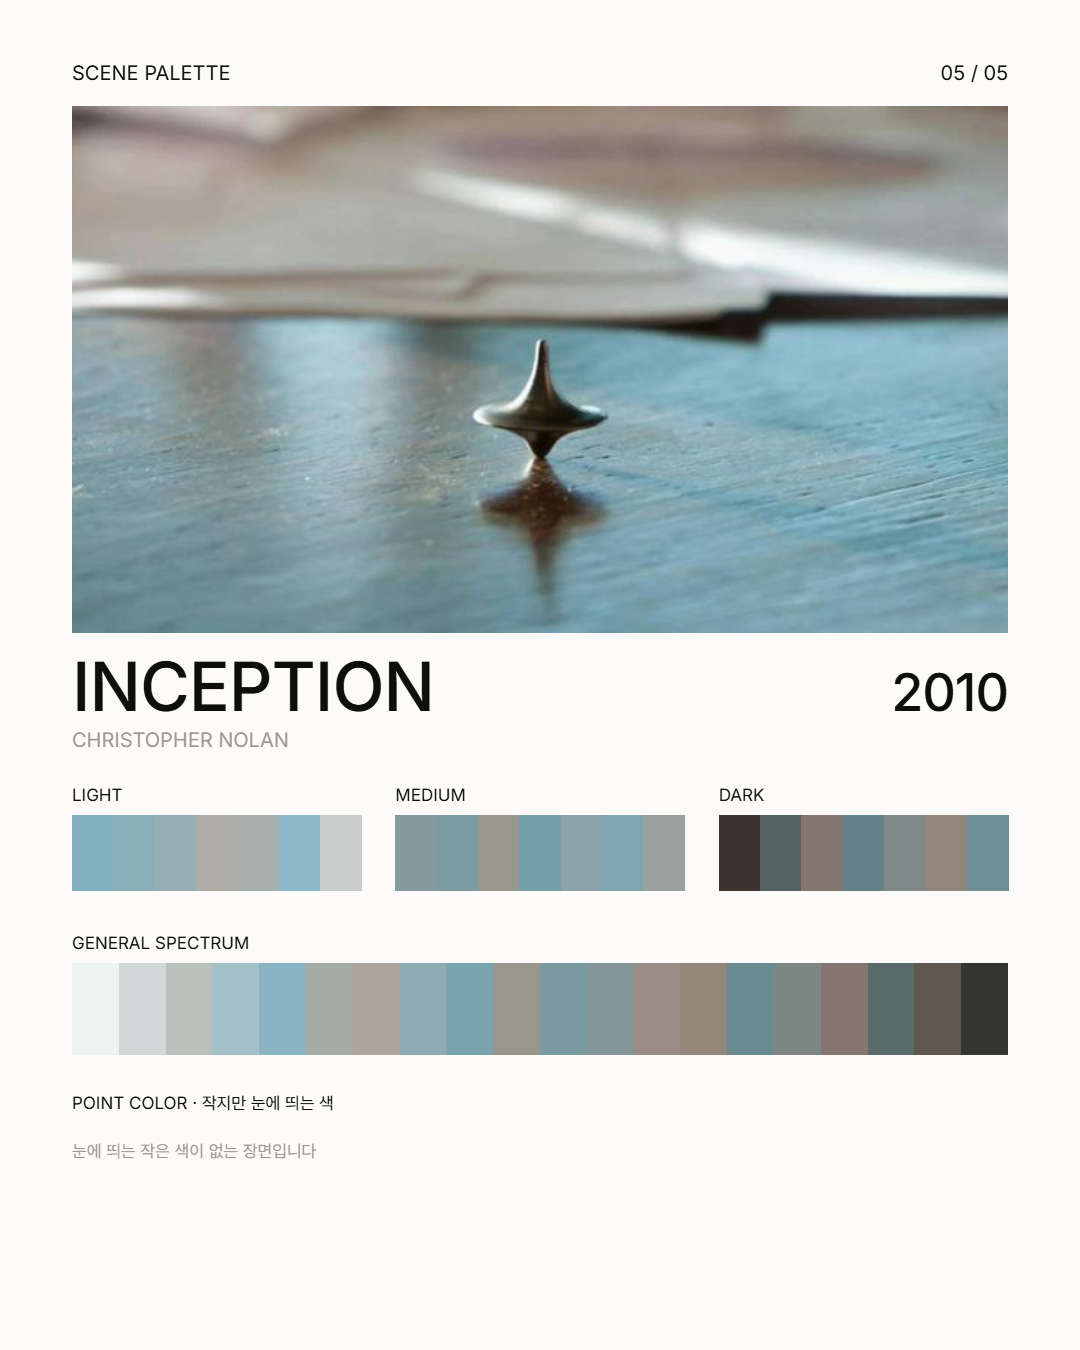 SCENE PALETTE
05 / 05
INCEPTION
2010
CHRISTOPHER NOLAN
LIGHT
MEDIUM
DARK
GENERAL SPECTRUM
POINT COLOR · 작지만 눈에 띄는 색
눈에 띄는 작은 색이 없는 장면입니다